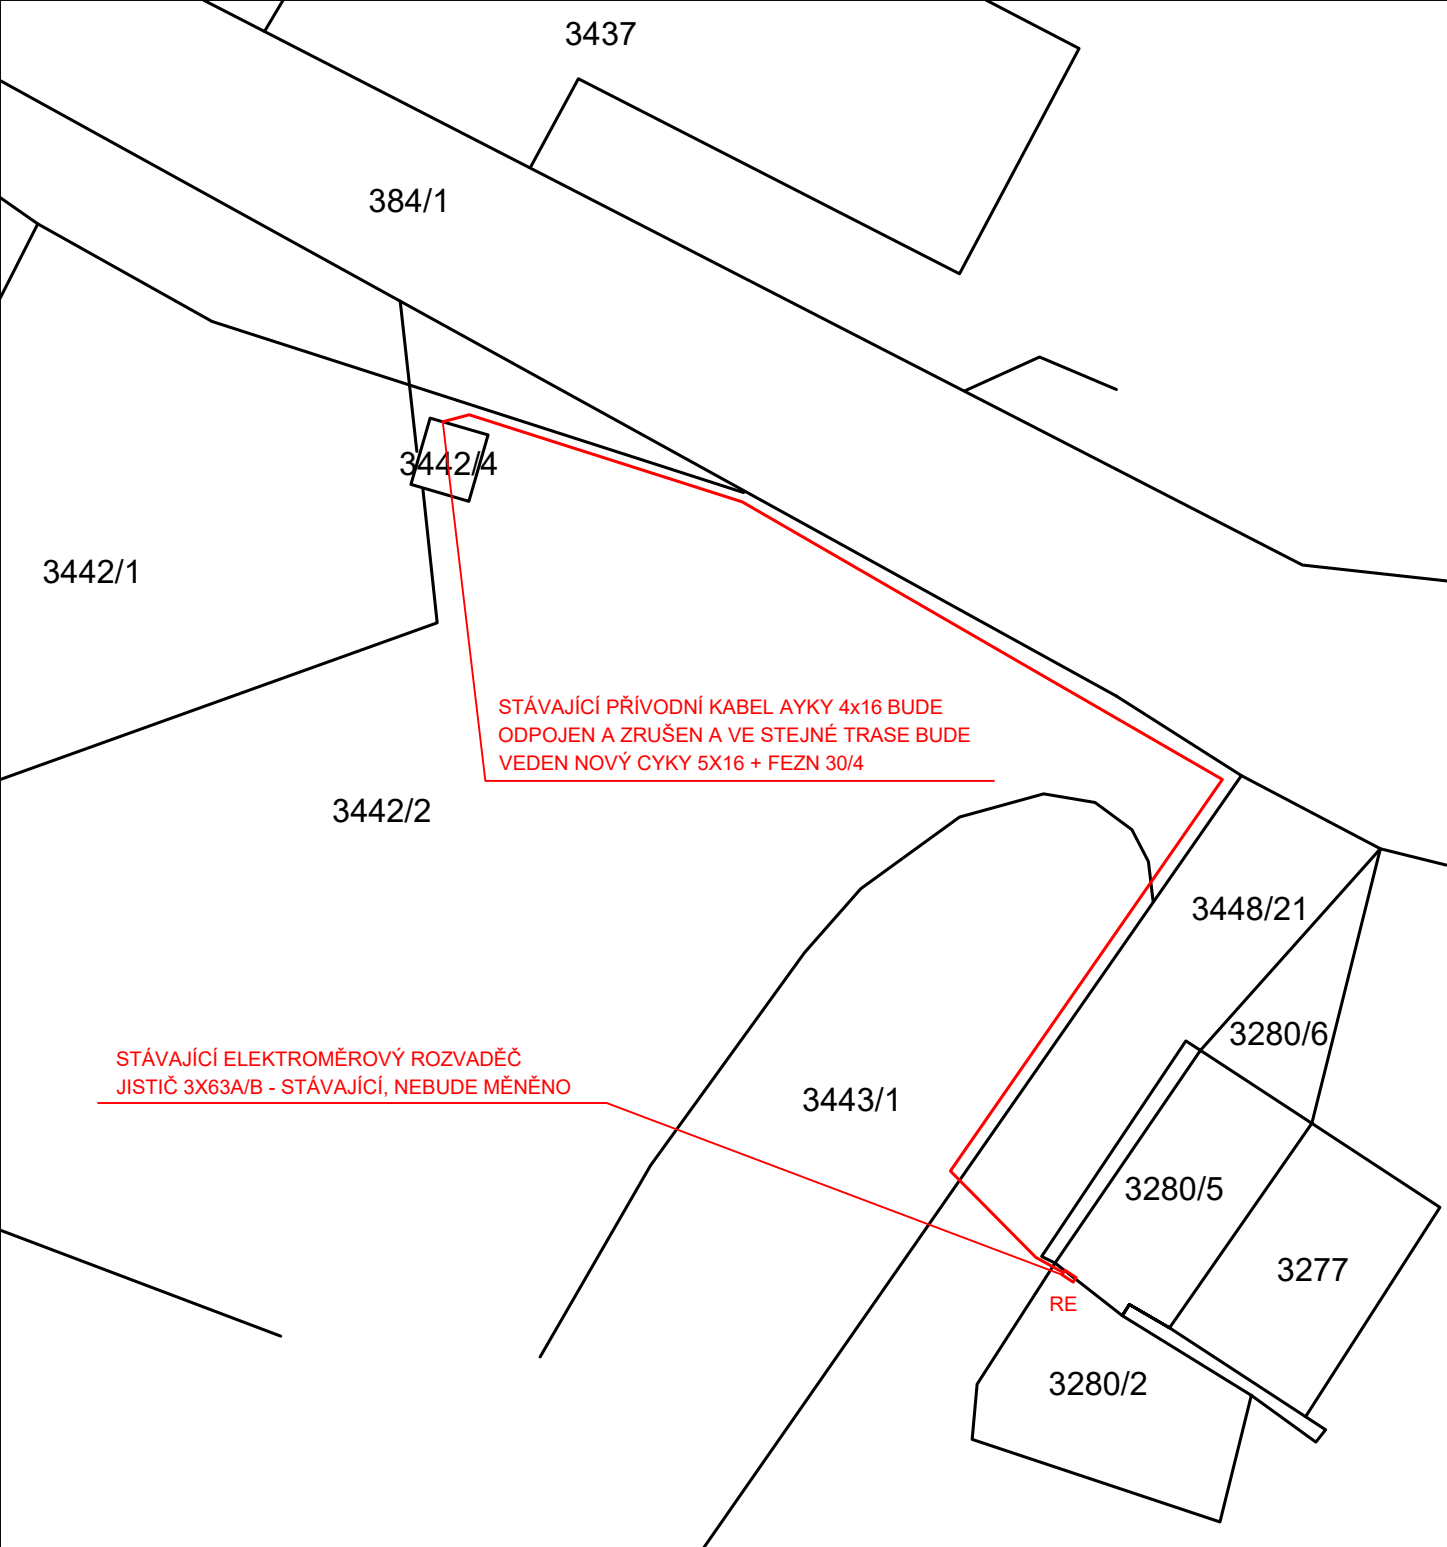 3437
384/1
3442/4
3442/1
STÁVAJÍCÍ PŘÍVODNÍ KABEL AYKY 4x16 BUDE
ODPOJEN A ZRUŠEN A VE STEJNÉ TRASE BUDE
VEDEN NOVÝ CYKY 5X16 + FEZN 30/4
3442/2
3448/21
3280/6
STÁVAJÍCÍ ELEKTROMĚROVÝ ROZVADĚČ
JISTIČ 3X63A/B - STÁVAJÍCÍ, NEBUDE MĚNĚNO
3443/1
3280/5
3277
RE
3280/2